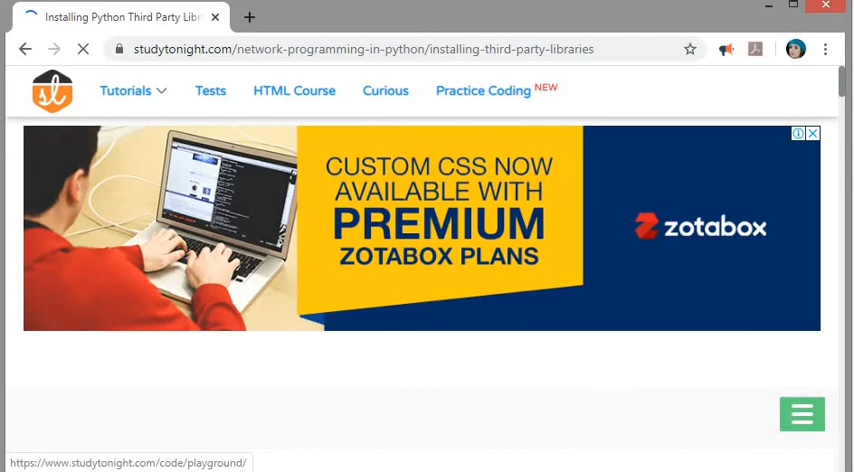 Installing Python Third Party Libr
studytonight.com/network-programming-in-python/installing-third-party-libraries
st Tutorials Tests HTML Course Curious Practice Coding NEW
CUSTOM CSS NOW
AVAILABLE WITH
PREMIUM
ZOTABOX PLANS
zotabox
https://www.studytonight.com/code/playground/